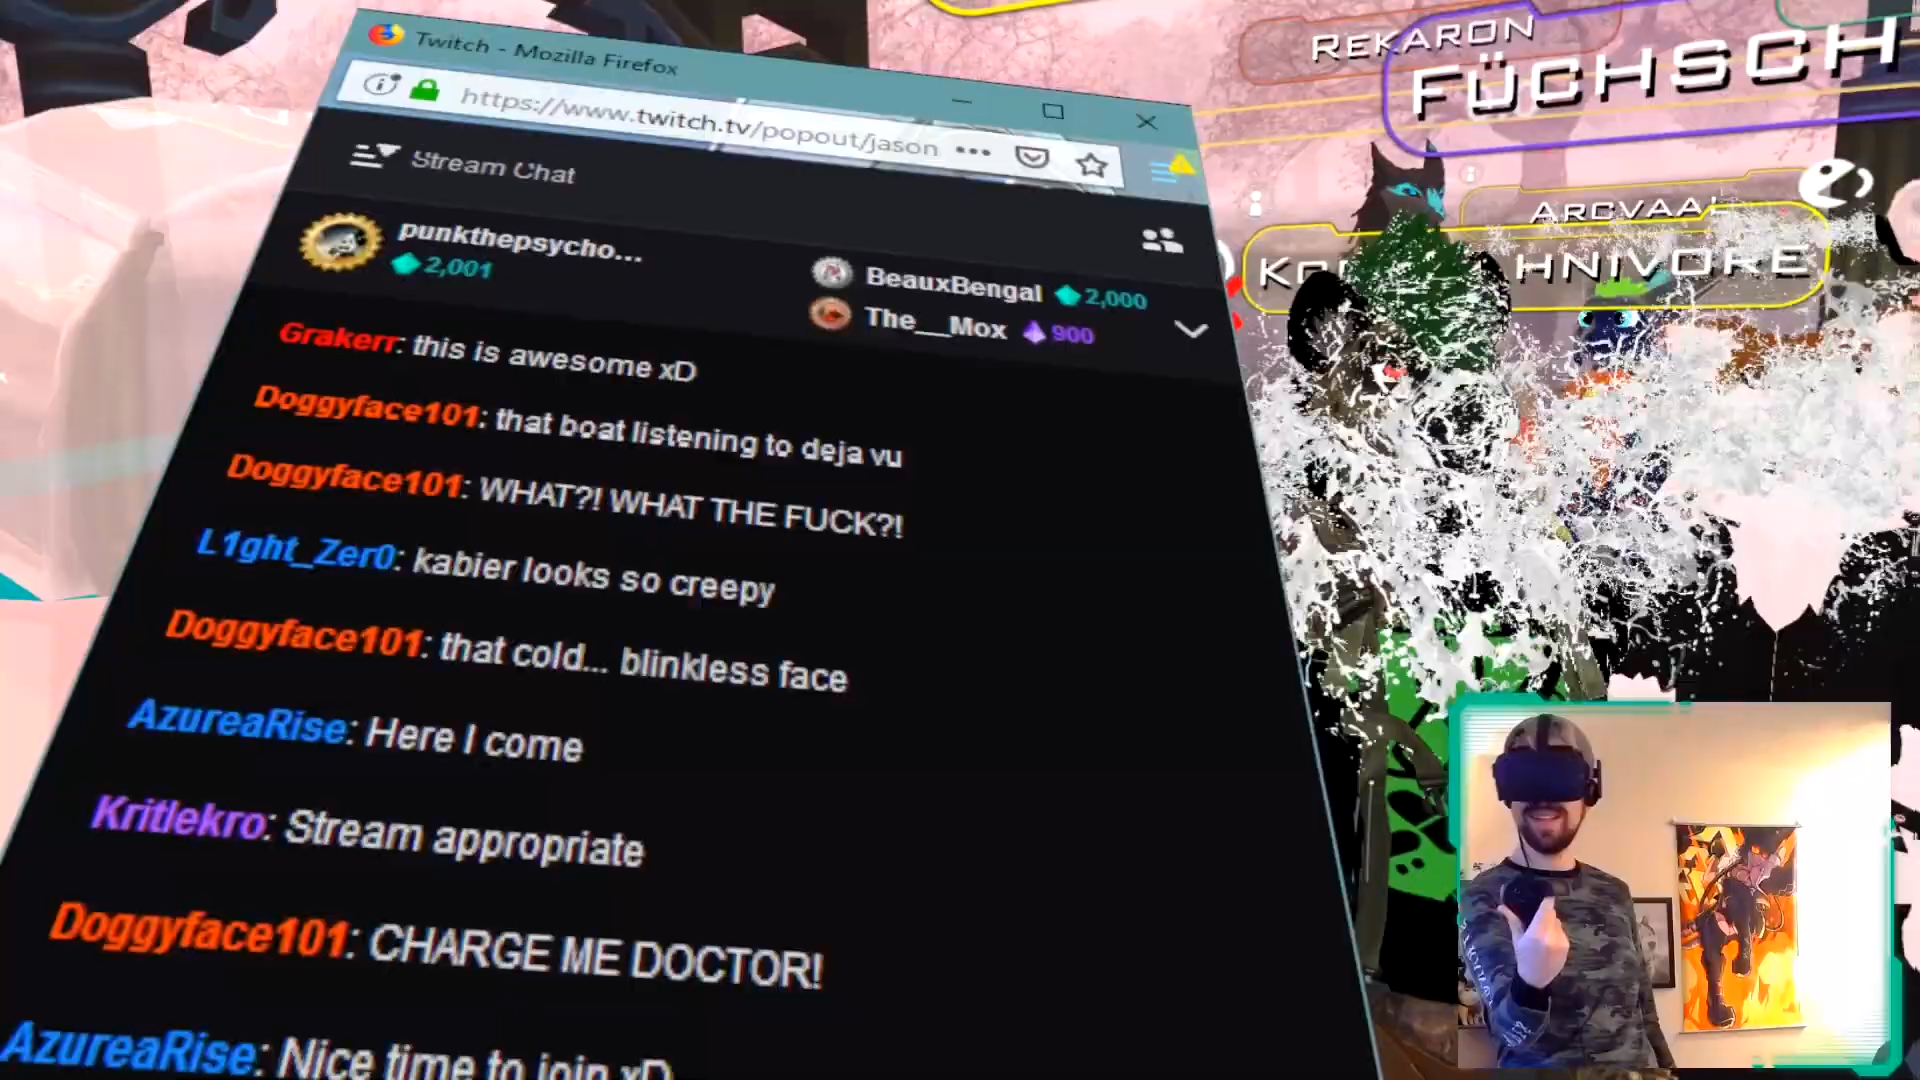 Twitch - Mozilla Firefox
https://www.twitch.tv/popout/jason
Stream Chat
punkthepsycho...
2,001
BeauxBengal 2,000
The__Mox 900
Grakerr: this is awesome xD
Doggyface101: that boat listening to deja vu
Doggyface101: WHAT?! WHAT THE FUCK?!
L1ght_Zer0: kabier looks so creepy
Doggyface101: that cold... blinkless face
AzureaRise: Here I come
Kritlekro: Stream appropriate
Doggyface101: CHARGE ME DOCTOR!
AzureaRise: Nice time to join xD
REKARON
FÜCHSCH
ARCVAAL
HNIVORE